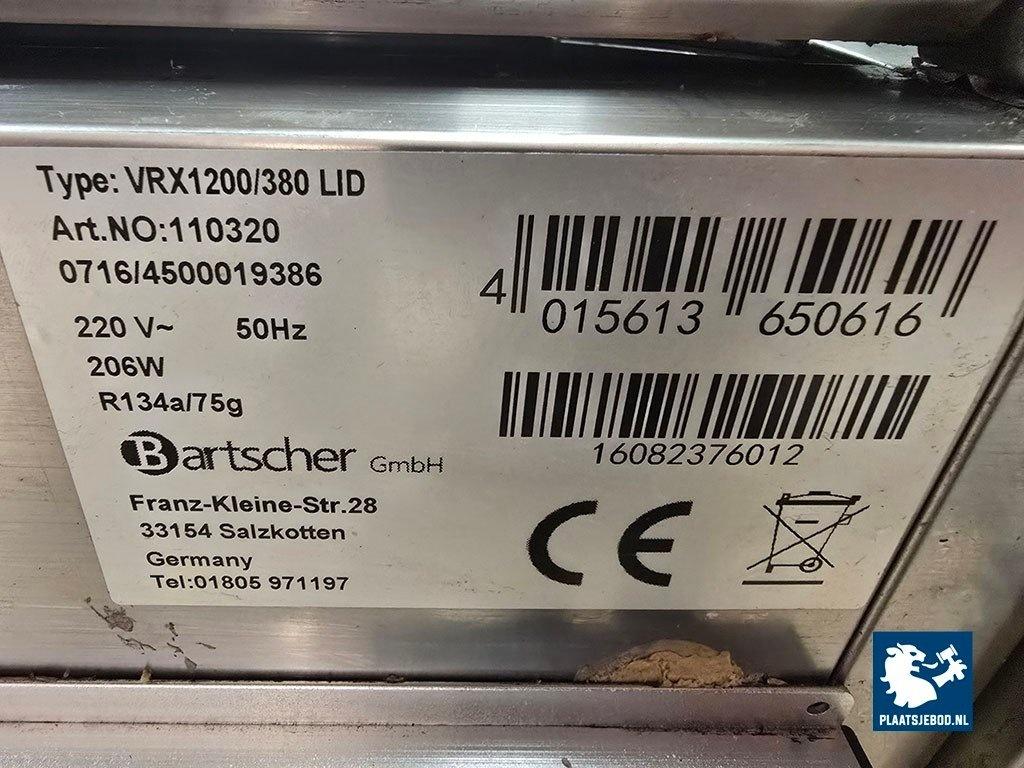 Type: VRX1200/380 LID
Art.NO:110320
0716/4500019386
220 V~ 50Hz
206W
R134a/75g
Bartscher GmbH
Franz-Kleine-Str.28
33154 Salzkotten
Germany
Tel:01805 971197
4 015613 650616
16082376012
CE
PLAATSJEBOD.NL